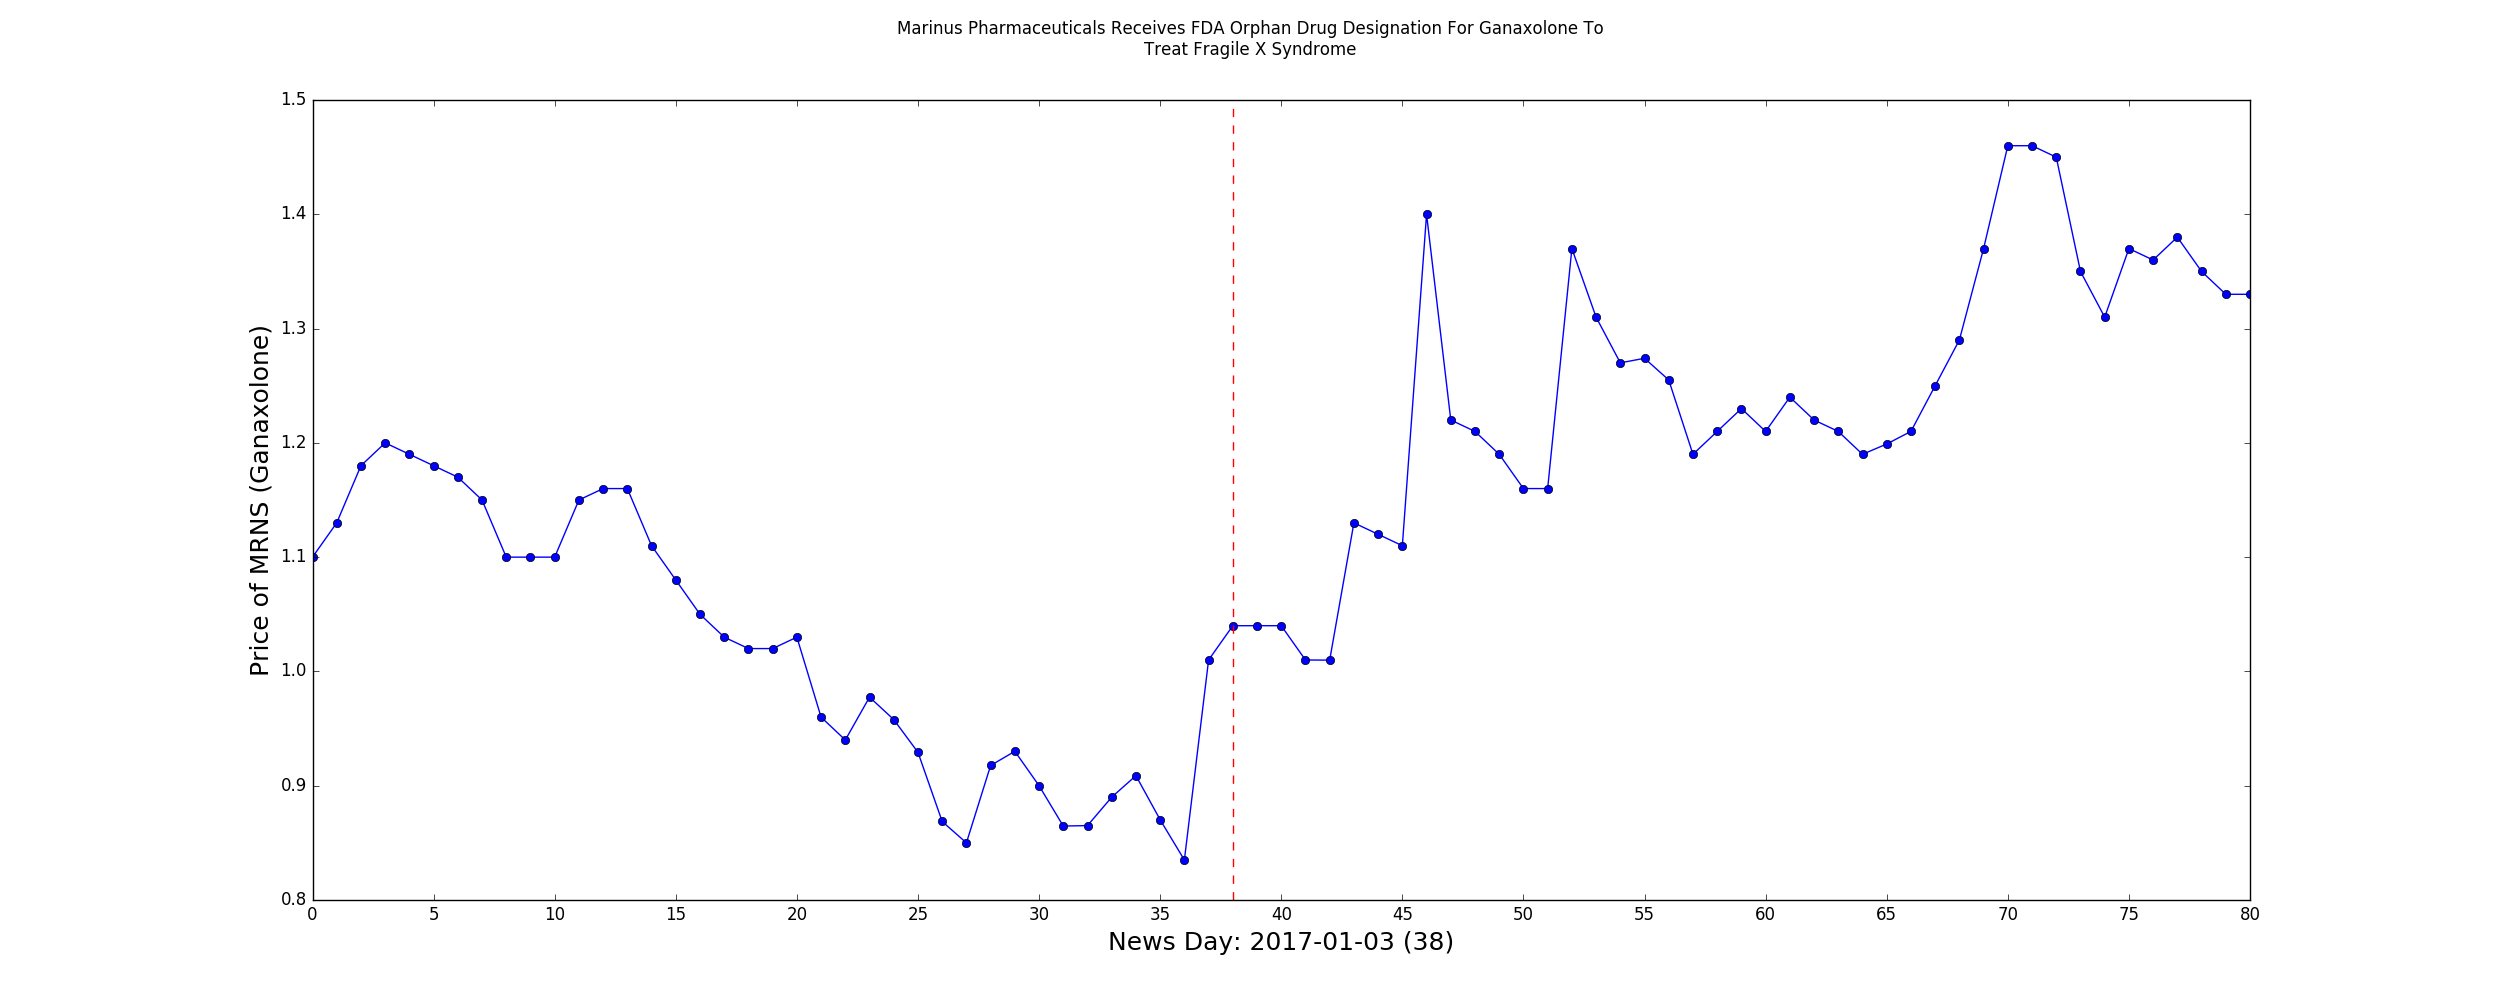 Marinus Pharmaceuticals Receives FDA Orphan Drug Designation For Ganaxolone To
Treat Fragile X Syndrome
1.5
1.4
1.3
1.2
1.1
1.0
0.9
0.8
Price of MRNS (Ganaxolone)
0 5 10 15 20 25 30 35 40 45 50 55 60 65 70 75 80
News Day: 2017-01-03 (38)